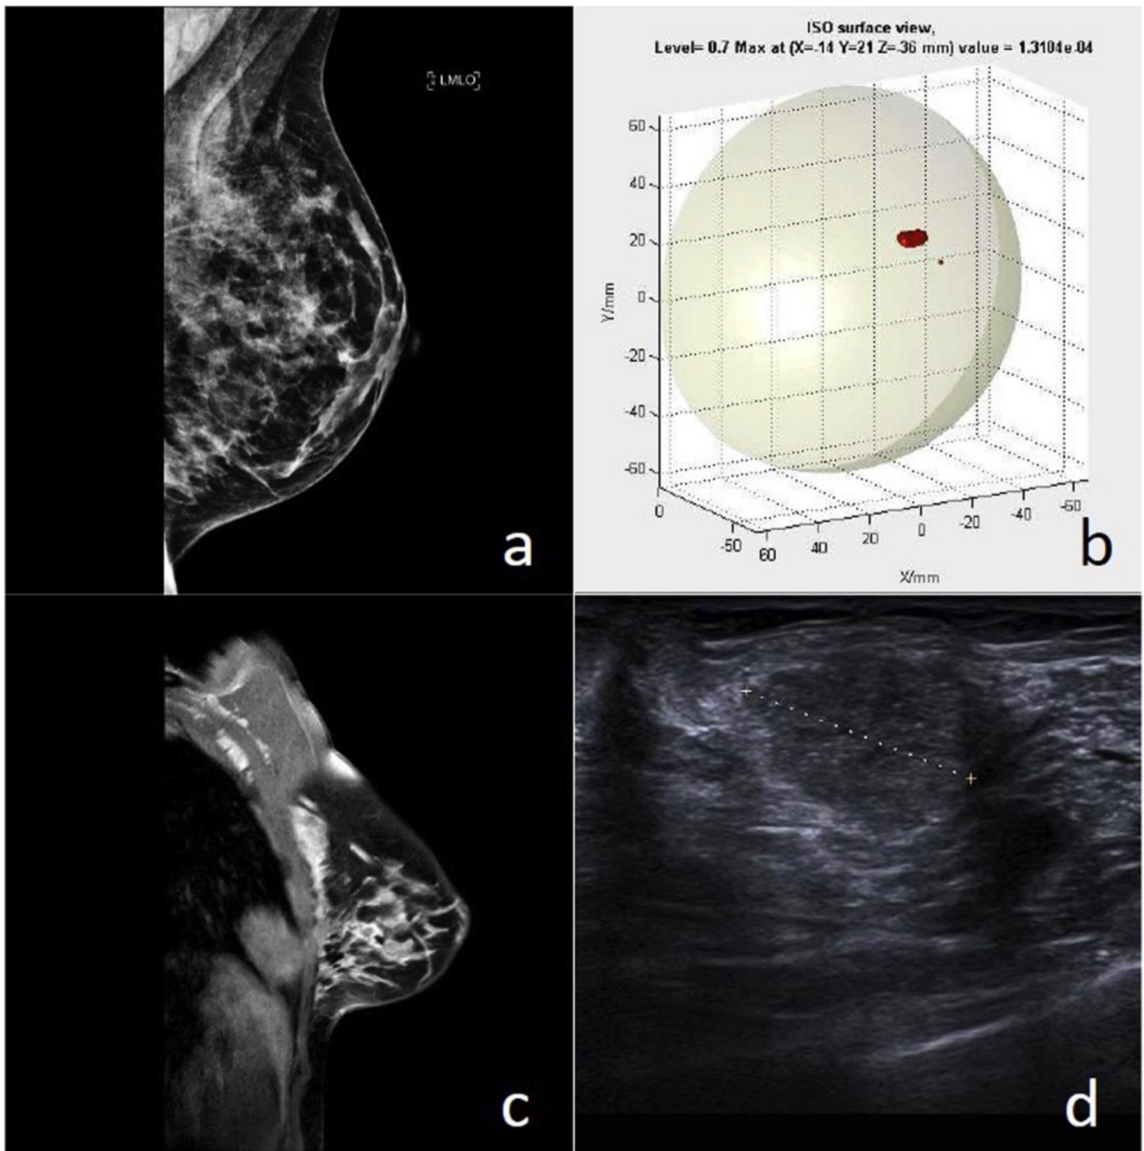 LMLO
a
ISO surface view,
Level= 0.7 Max at (X=-14 Y=21 Z=-36 mm) value = 1.3104e-04
60
40
20
0
-20
-40
-60
Y/mm
0
-50
60
40
20
0
-20
-40
-60
X/mm
b
c
d